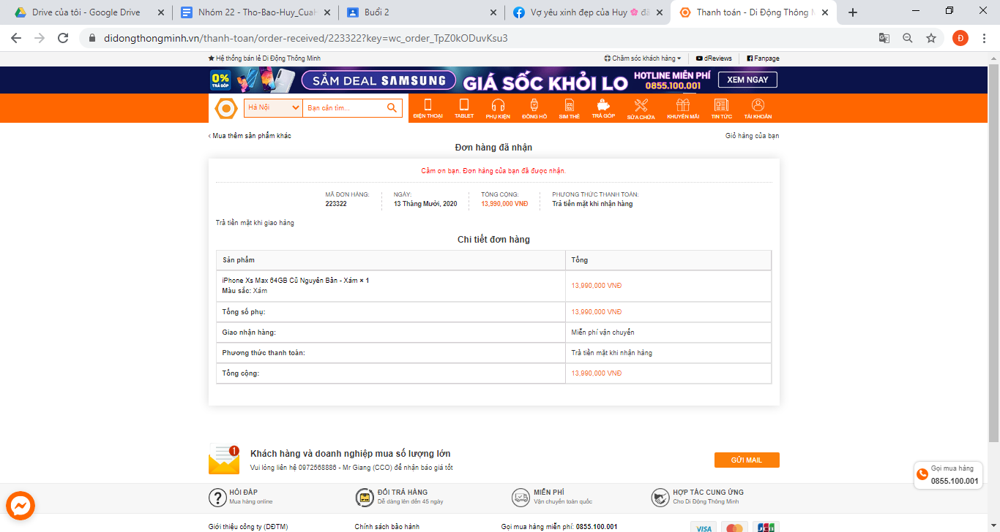 Drive của tôi - Google Drive
Nhóm 22 - Tho-Bao-Huy_Cua
Buổi 2
Vợ yêu xinh đẹp của Huy 🌸 đã
Thanh toán - Di Động Thông M
didongthongminh.vn/thanh-toan/order-received/223322?key=wc_order_TpZ0kODuvKsu3
Đ
Hệ thống bán lẻ Di Động Thông Minh
Chăm sóc khách hàng
dReviews
Fanpage
0%
TRẢ GÓP
SẮM DEAL SAMSUNG
GIÁ SỐC KHỎI LO
HOTLINE MIỄN PHÍ
0855.100.001
XEM NGAY
Hà Nội
Bạn cần tìm...
ĐIỆN THOẠI
TABLET
PHỤ KIỆN
ĐỒNG HỒ
SIM THẺ
TRẢ GÓP
SỬA CHỮA
KHUYẾN MÃI
TIN TỨC
TÀI KHOẢN
‹ Mua thêm sản phẩm khác
Giỏ hàng của bạn
Đơn hàng đã nhận
Cảm ơn bạn. Đơn hàng của bạn đã được nhận.
MÃ ĐƠN HÀNG:
223322
NGÀY:
13 Tháng Mười, 2020
TỔNG CỘNG:
13,990,000 VNĐ
PHƯƠNG THỨC THANH TOÁN:
Trả tiền mặt khi nhận hàng
Trả tiền mặt khi giao hàng
Chi tiết đơn hàng
Sản phẩm
Tổng
iPhone Xs Max 64GB Cũ Nguyên Bản - Xám × 1
Màu sắc: Xám
13,990,000 VNĐ
Tổng số phụ:
13,990,000 VNĐ
Giao nhận hàng:
Miễn phí vận chuyển
Phương thức thanh toán:
Trả tiền mặt khi nhận hàng
Tổng cộng:
13,990,000 VNĐ
1
Khách hàng và doanh nghiệp mua số lượng lớn
Vui lòng liên hệ 0972568886 - Mr Giang (CCO) để nhận báo giá tốt
GỬI MAIL
Gọi mua hàng
0855.100.001
HỎI ĐÁP
Mua hàng online
ĐỔI TRẢ HÀNG
Dễ dàng lên đến 45 ngày
MIỄN PHÍ
Vận chuyển toàn quốc
HỢP TÁC CUNG ỨNG
Cho Di Động Thông Minh
Giới thiệu công ty (DĐTM)
Chính sách bảo hành
Gọi mua hàng miễn phí: 0855.100.001
VISA
JCB